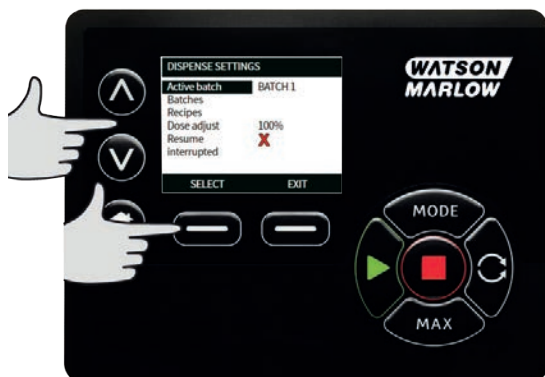 DISPENSE SETTINGS
Active batch BATCH 1
Batches
Recipes
Dose adjust 100%
Resume
interrupted
SELECT EXIT
WATSON
MARLOW
MODE
MAX